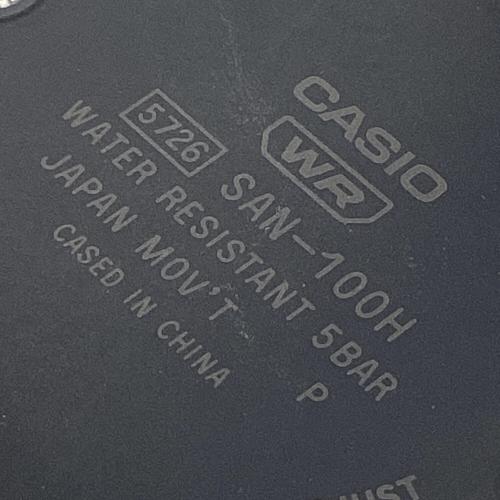 CASIO
WR
5726 SAN-100H
WATER RESISTANT 5BAR
JAPAN MOV'T P
CASED IN CHINA